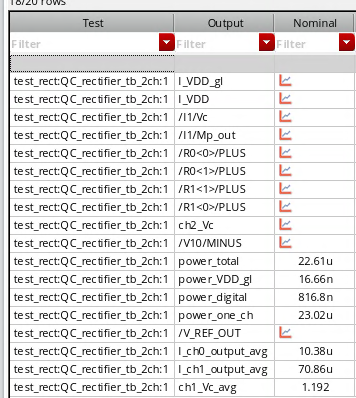 18/20 rows
Test Output Nominal
Filter Filter Filter
test_rect:QC_rectifier_tb_2ch:1 I_VDD_gl
test_rect:QC_rectifier_tb_2ch:1 I_VDD
test_rect:QC_rectifier_tb_2ch:1 /I1/Vc
test_rect:QC_rectifier_tb_2ch:1 /I1/Mp_out
test_rect:QC_rectifier_tb_2ch:1 /R0<0>/PLUS
test_rect:QC_rectifier_tb_2ch:1 /R0<1>/PLUS
test_rect:QC_rectifier_tb_2ch:1 /R1<1>/PLUS
test_rect:QC_rectifier_tb_2ch:1 /R1<0>/PLUS
test_rect:QC_rectifier_tb_2ch:1 ch2_Vc
test_rect:QC_rectifier_tb_2ch:1 /V10/MINUS
test_rect:QC_rectifier_tb_2ch:1 power_total 22.61u
test_rect:QC_rectifier_tb_2ch:1 power_VDD_gl 16.66n
test_rect:QC_rectifier_tb_2ch:1 power_digital 816.8n
test_rect:QC_rectifier_tb_2ch:1 power_one_ch 23.02u
test_rect:QC_rectifier_tb_2ch:1 /V_REF_OUT
test_rect:QC_rectifier_tb_2ch:1 I_ch0_output_avg 10.38u
test_rect:QC_rectifier_tb_2ch:1 I_ch1_output_avg 70.86u
test_rect:QC_rectifier_tb_2ch:1 ch1_Vc_avg 1.192